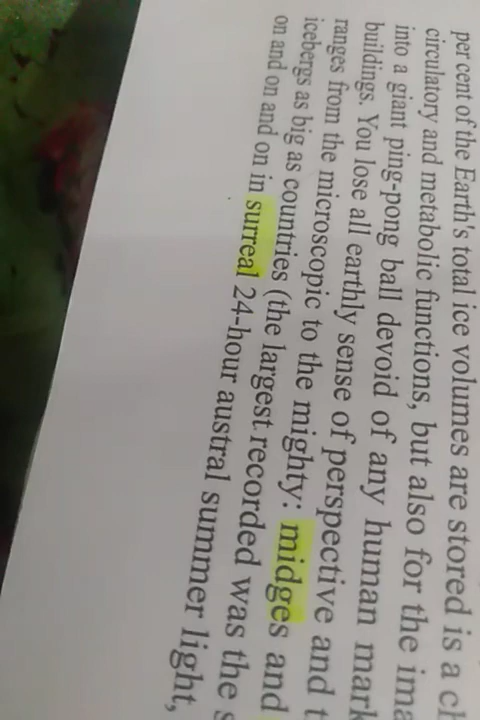 per cent of the Earth's total ice volumes are stored is a
circulatory and metabolic functions, but also for the
into a giant ping-pong ball devoid of any human
buildings. You lose all earthly sense of perspective and
ranges from the microscopic to the mighty: midges and
icebergs as big as countries (the largest recorded was the
on and on and on in surreal 24-hour austral summer light,